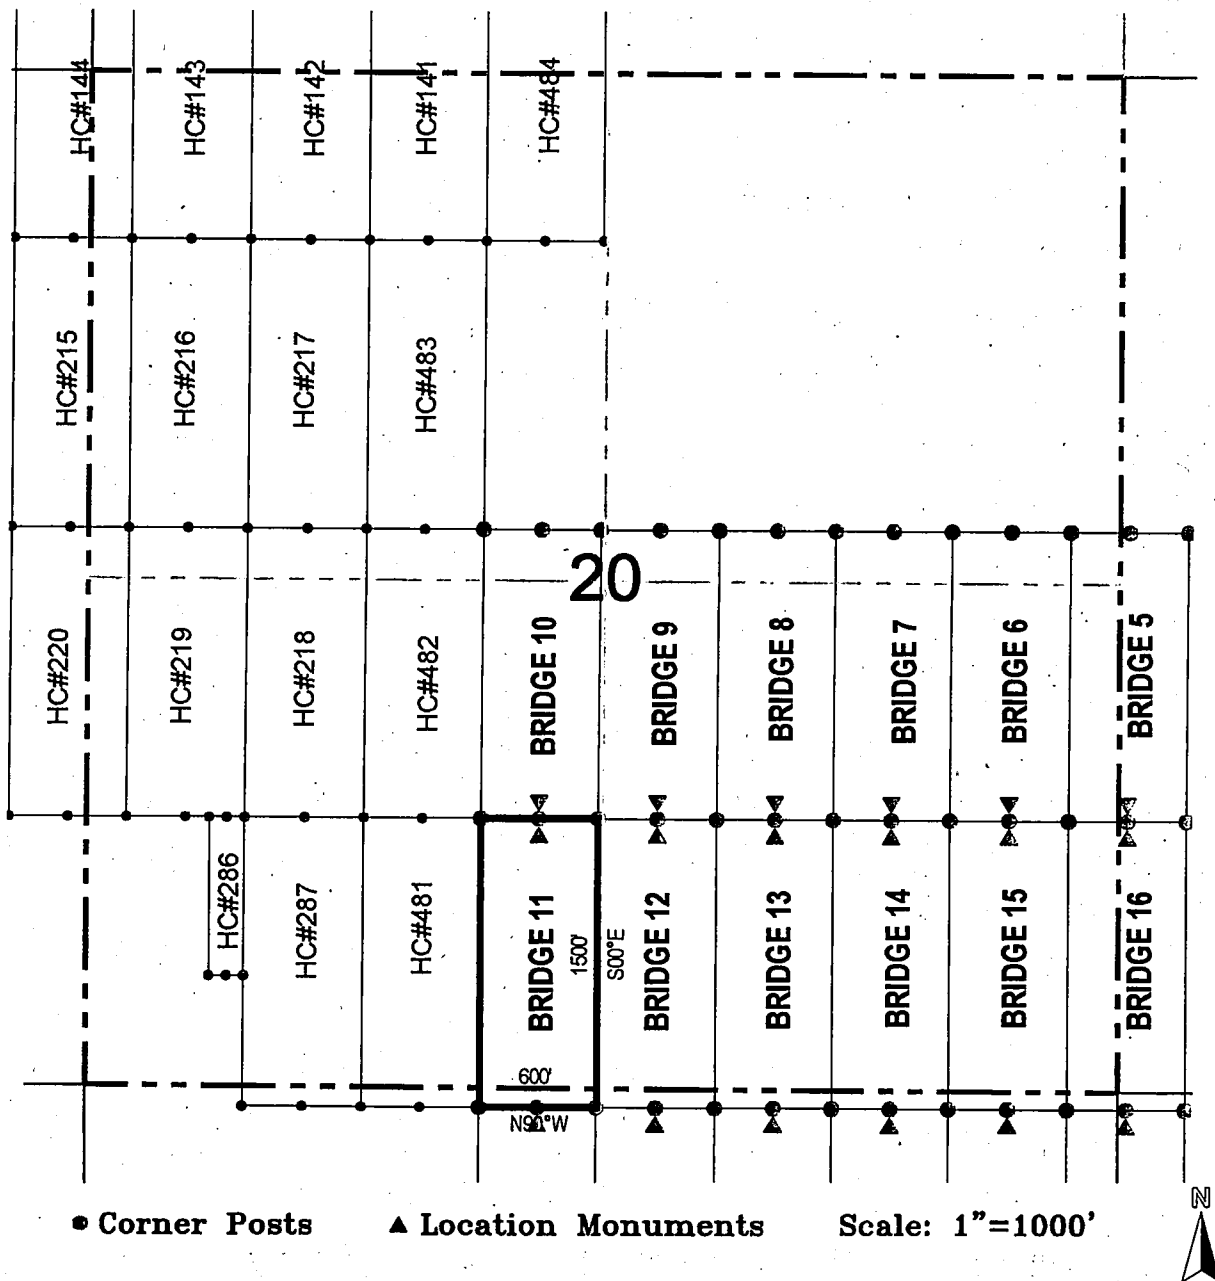 HC#144
HC#143
HC#142
HC#141
HC#484
HC#215
HC#216
HC#217
HC#483
20
HC#220
HC#219
HC#218
HC#482
BRIDGE 10
BRIDGE 9
BRIDGE 8
BRIDGE 7
BRIDGE 6
BRIDGE 5
HC#286
HC#287
HC#481
BRIDGE 11
1500'
S00°E
BRIDGE 12
BRIDGE 13
BRIDGE 14
BRIDGE 15
BRIDGE 16
600'
N90°W
Corner Posts
Location Monuments
Scale: 1"=1000'
N